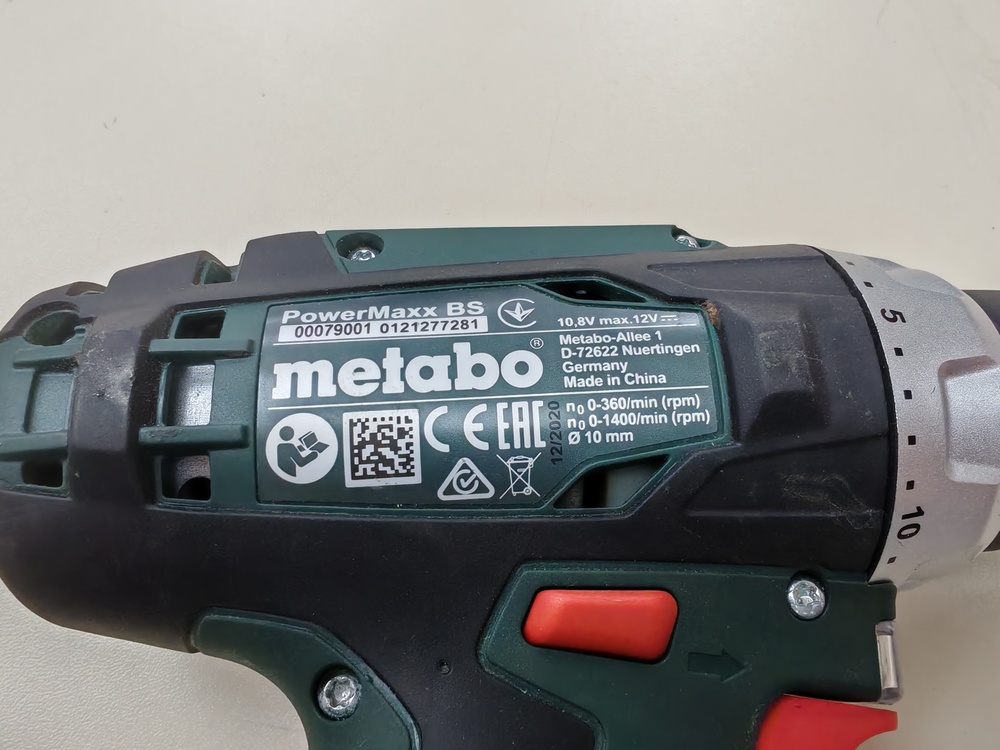 PowerMaxx BS
00079001 0121277281
10,8V max.12V
metabo®
Metabo-Allee 1
D-72622 Nuertingen
Germany
Made in China
n₀ 0-360/min (rpm)
n₀ 0-1400/min (rpm)
Ø 10 mm
CE EAC
12/2020
5
10